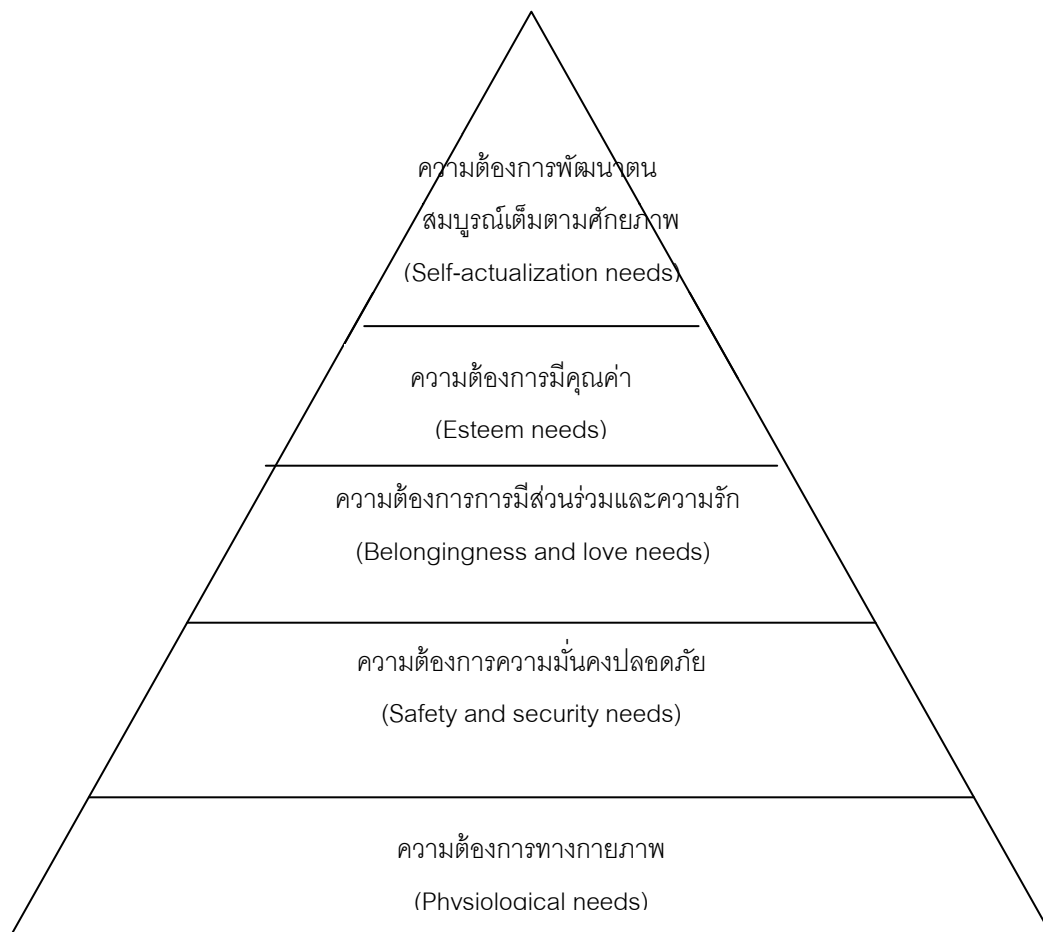 ความต้องการพัฒนาตน
สมบูรณ์เต็มตามศักยภาพ
(Self-actualization needs)
ความต้องการมีคุณค่า
(Esteem needs)
ความต้องการการมีส่วนร่วมและความรัก
(Belongingness and love needs)
ความต้องการความมั่นคงปลอดภัย
(Safety and security needs)
ความต้องการทางกายภาพ
(Physiological needs)